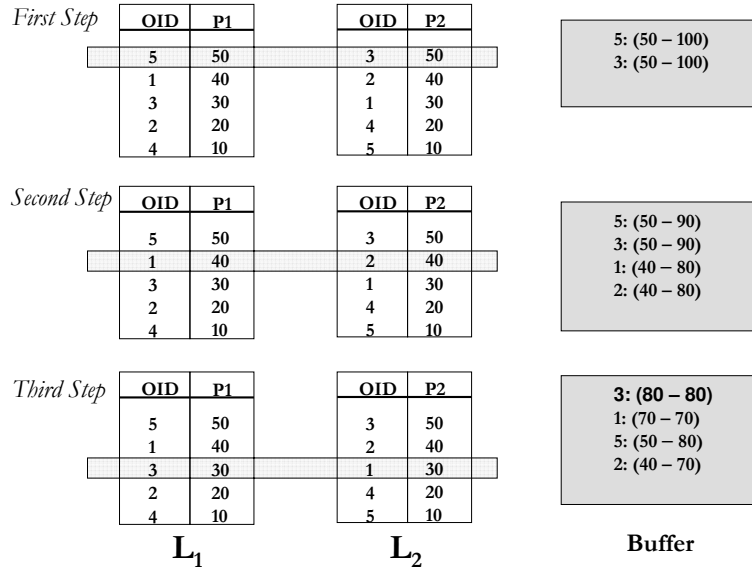 First Step
OID P1 OID P2
5 50 3 50
1 40 2 40
3 30 1 30
2 20 4 20
4 10 5 10
5: (50 – 100)
3: (50 – 100)
Second Step
OID P1 OID P2
5 50 3 50
1 40 2 40
3 30 1 30
2 20 4 20
4 10 5 10
5: (50 – 90)
3: (50 – 90)
1: (40 – 80)
2: (40 – 80)
Third Step
OID P1 OID P2
5 50 3 50
1 40 2 40
3 30 1 30
2 20 4 20
4 10 5 10
3: (80 – 80)
1: (70 – 70)
5: (50 – 80)
2: (40 – 70)
L1 L2 Buffer